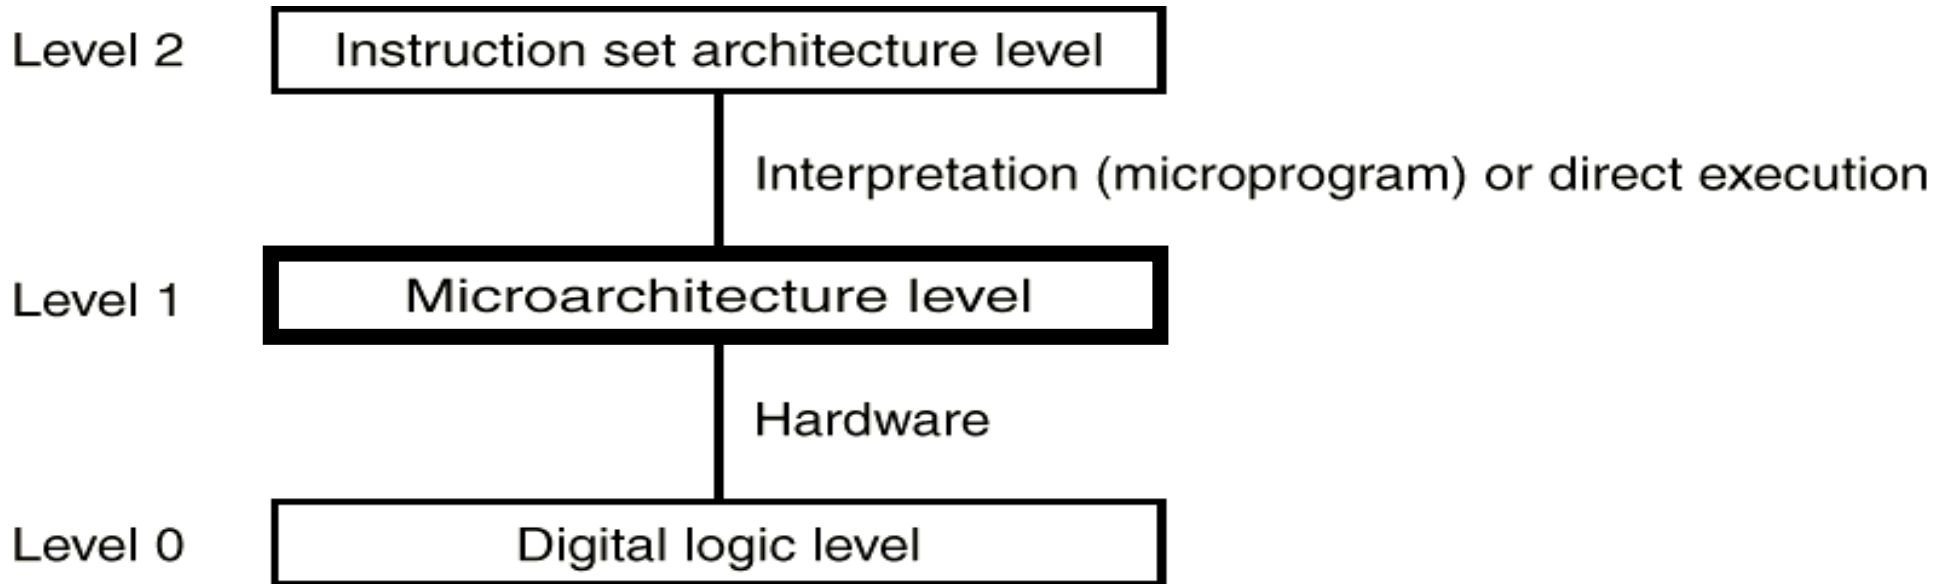 Level 2 Instruction set architecture level
Interpretation (microprogram) or direct execution
Level 1 Microarchitecture level
Hardware
Level 0 Digital logic level